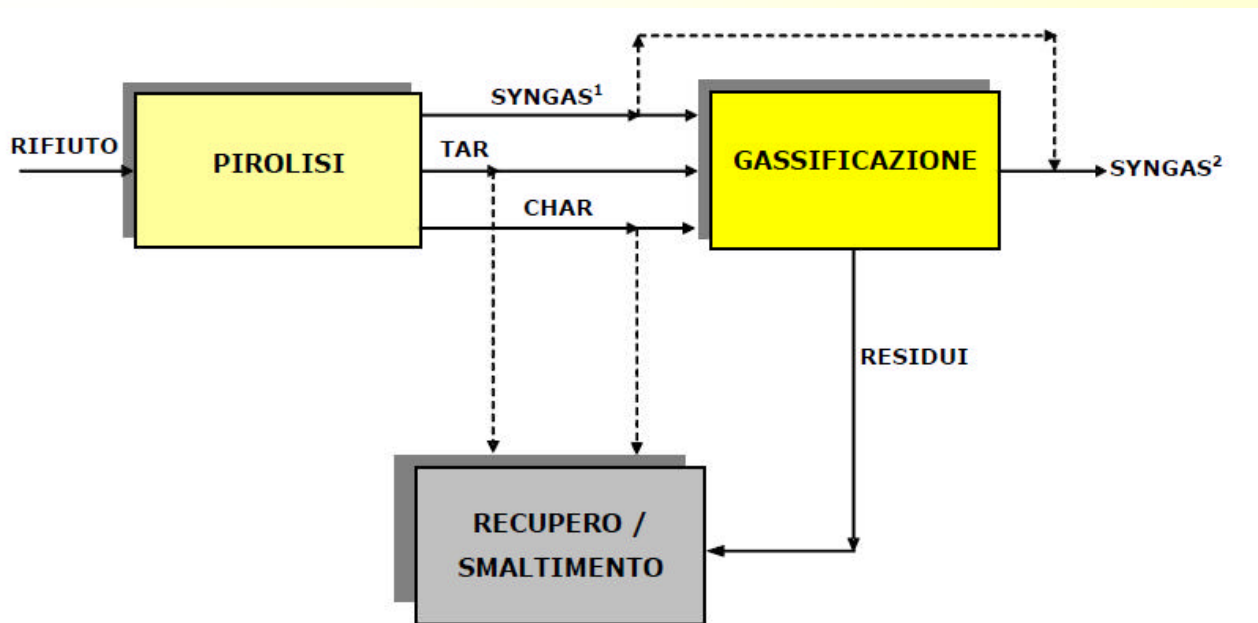 SYNGAS¹
RIFIUTO
PIROLISI
TAR
GASSIFICAZIONE
SYNGAS²
CHAR
RESIDUI
RECUPERO /
SMALTIMENTO